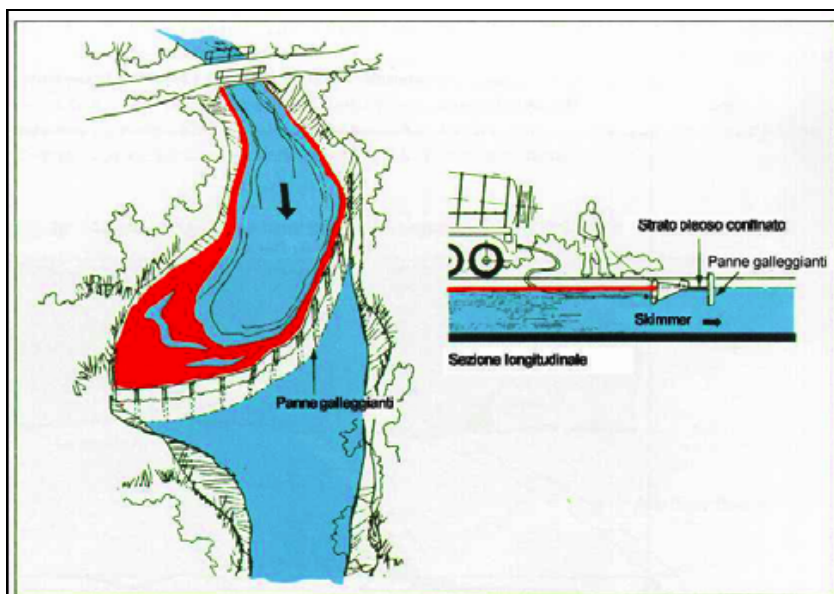 Panne galleggianti
Strato oleoso confinato
Panne galleggianti
Skimmer
Sezione longitudinale